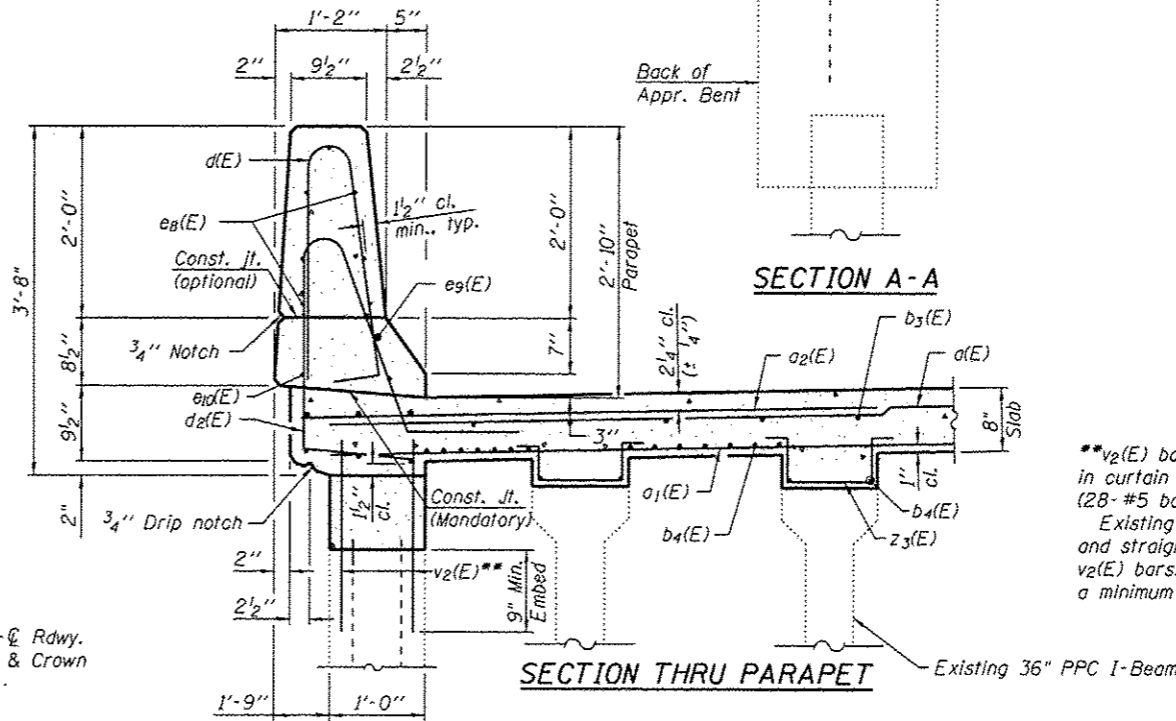 1'-2"
5"
2"
9½"
2½"
Back of
Appr. Bent
d(E)
e8(E)
1½" cl.
min., typ.
2'-0"
2'-0"
2'-10"
Parapet
3'-8"
Const. jt.
(optional)
e9(E)
SECTION A-A
¾" Notch
8½"
7"
2¼" cl.
(± ¼")
b3(E)
a2(E)
a(E)
e10(E)
d2(E)
9½"
3"
8"
Slab
1"
cl.
2"
¾" Drip notch
1½"
cl.
Const. Jt.
(Mandatory)
a1(E)
b4(E)
b4(E)
z3(E)
**v2(E) ba
in curtain
(28-#5 ba
Existing
and straigh
v2(E) bars.
a minimum
2"
v2(E)**
9" Min.
Embed
2½"
℄ Rdwy.
& Crown
SECTION THRU PARAPET
Existing 36" PPC I-Beam
1'-9"
1'-0"